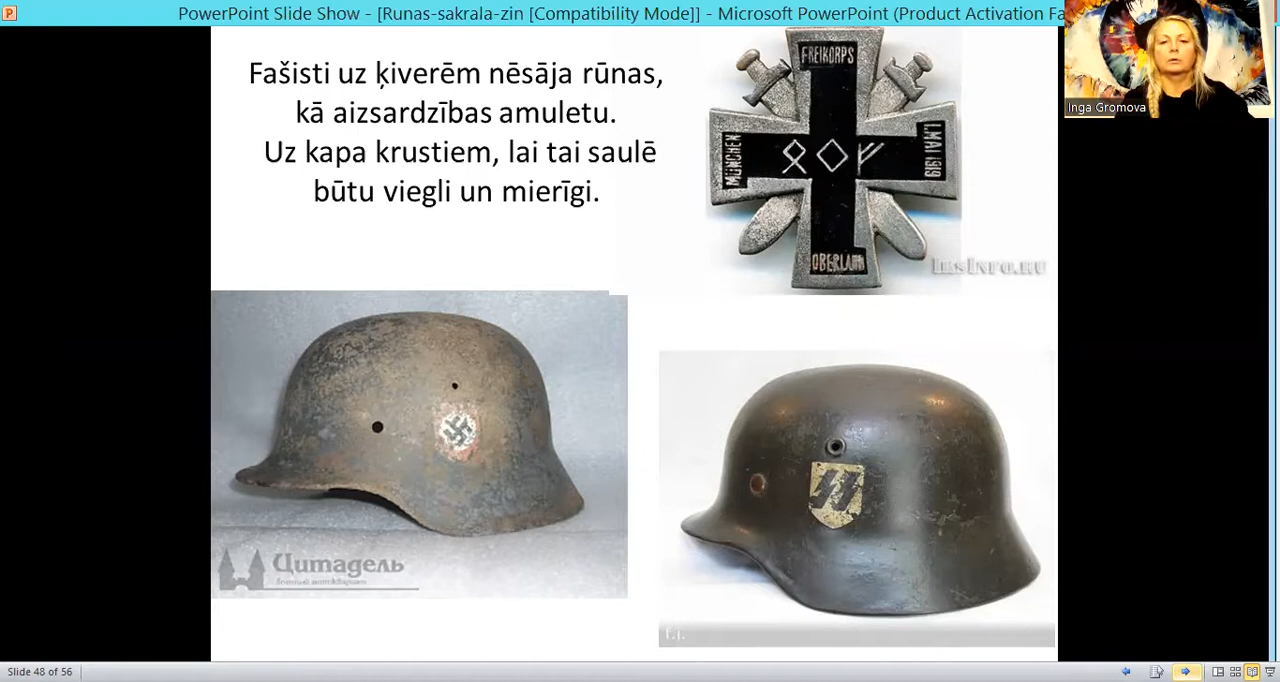 PowerPoint Slide Show - [Runas-sakrala-zin [Compatibility Mode]] - Microsoft PowerPoint (Product Activation Fa
Inga Gromova
Fašisti uz ķiverēm nēsāja rūnas,
kā aizsardzības amuletu.
Uz kapa krustiem, lai tai saulē
būtu viegli un mierīgi.
FREIKORPS
MÜNCHEN
1.MAI 1919
ᛟ ᛜ ᚠ
OBERLAND
Цитадель
Slide 48 of 56